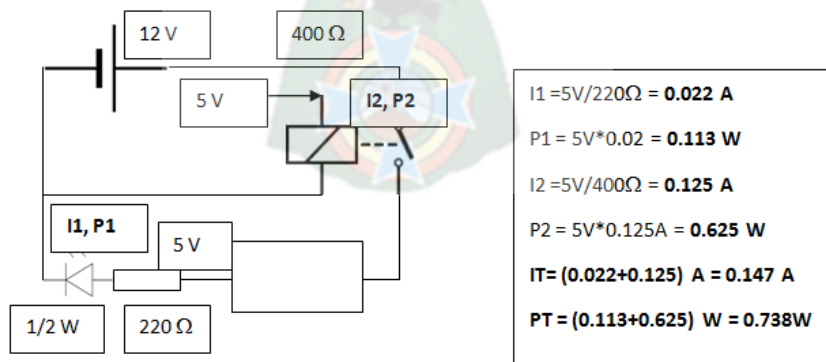 12 V
400 Ω
5 V
I2, P2
I1, P1
5 V
1/2 W
220 Ω
I1 =5V/220Ω = 0.022 A
P1 = 5V*0.02 = 0.113 W
I2 =5V/400Ω = 0.125 A
P2 = 5V*0.125A = 0.625 W
IT= (0.022+0.125) A = 0.147 A
PT = (0.113+0.625) W = 0.738W